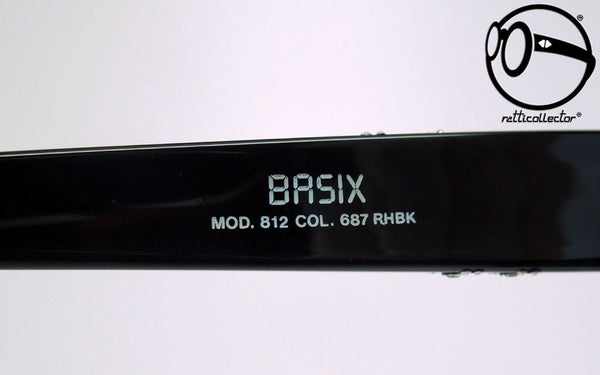 retticollector®
BASIX
MOD. 812 COL. 687 RHBK